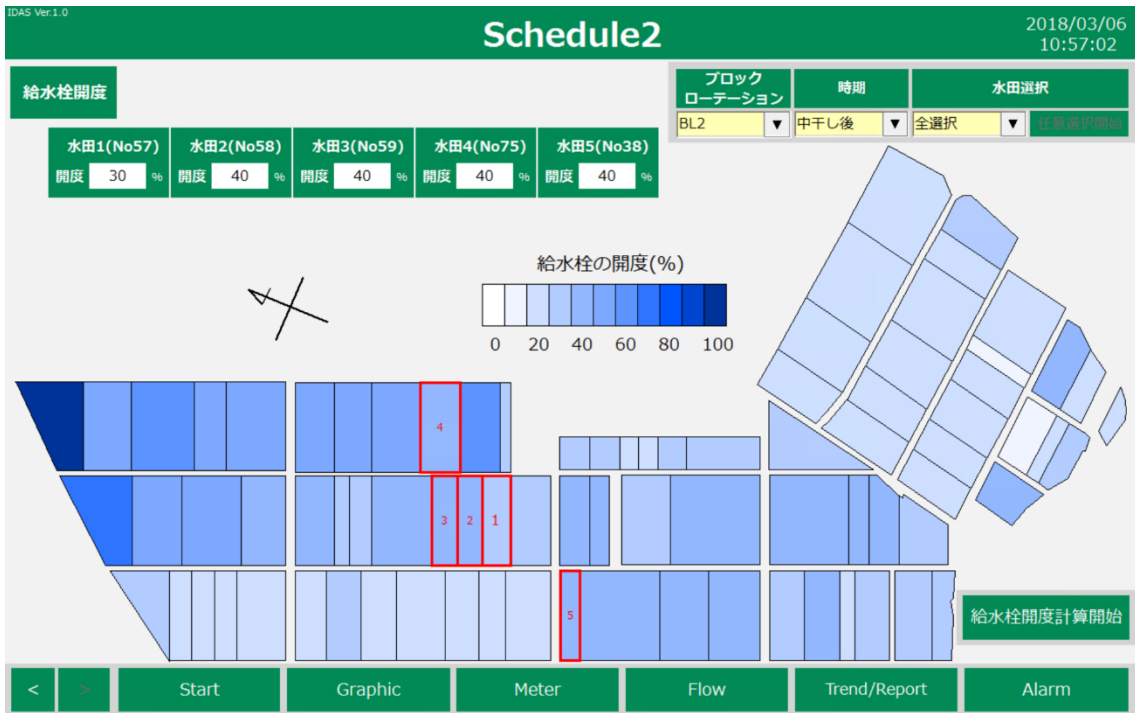 IDAS Ver.1.0
Schedule2
2018/03/06
10:57:02
給水栓開度
ブロック
ローテーション
時期
水田選択
BL2 ▼
中干し後 ▼
全選択 ▼
任意選択開始
水田1(No57)
開度 30 %
水田2(No58)
開度 40 %
水田3(No59)
開度 40 %
水田4(No75)
開度 40 %
水田5(No38)
開度 40 %
給水栓の開度(%)
0 20 40 60 80 100
4
3 2 1
5
給水栓開度計算開始
< > Start Graphic Meter Flow Trend/Report Alarm